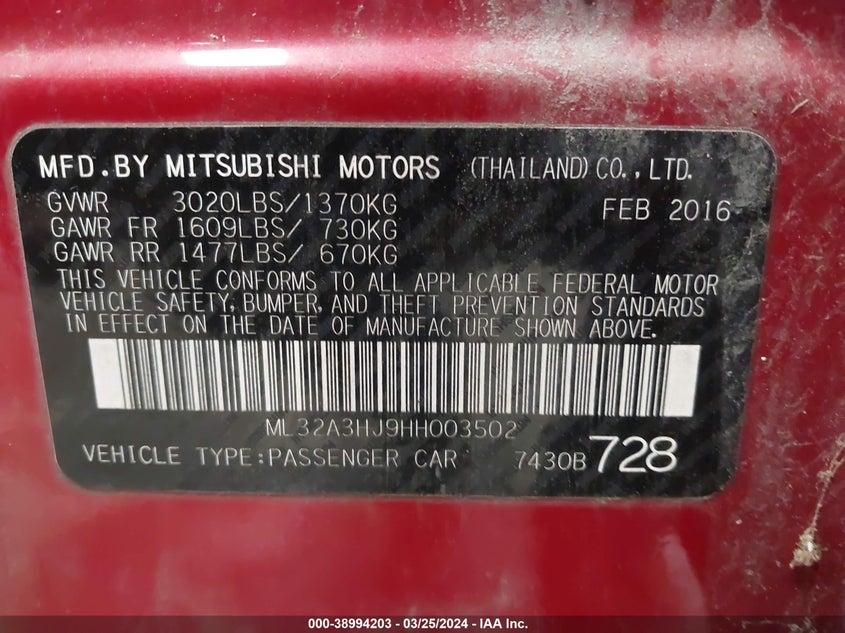 MFD.BY MITSUBISHI MOTORS (THAILAND) CO., LTD.
GVWR 3020LBS/1370KG FEB 2016
GAWR FR 1609LBS/ 730KG
GAWR RR 1477LBS/ 670KG
THIS VEHICLE CONFORMS TO ALL APPLICABLE FEDERAL MOTOR
VEHICLE SAFETY, BUMPER, AND THEFT PREVENTION STANDARDS
IN EFFECT ON THE DATE OF MANUFACTURE SHOWN ABOVE.
ML32A3HJ9HH003502
VEHICLE TYPE:PASSENGER CAR 7430B 728
000-38994203 - 03/25/2024 - IAA Inc.